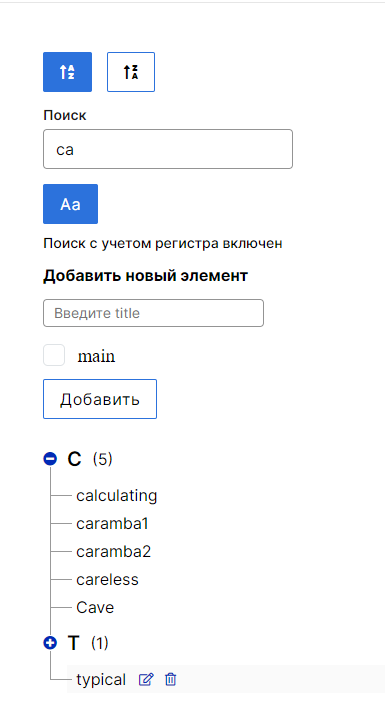 A Z Z A
Поиск
ca
Aa
Поиск с учетом регистра включен
Добавить новый элемент
Введите title
main
Добавить
C (5)
calculating
caramba1
caramba2
careless
Cave
T (1)
typical